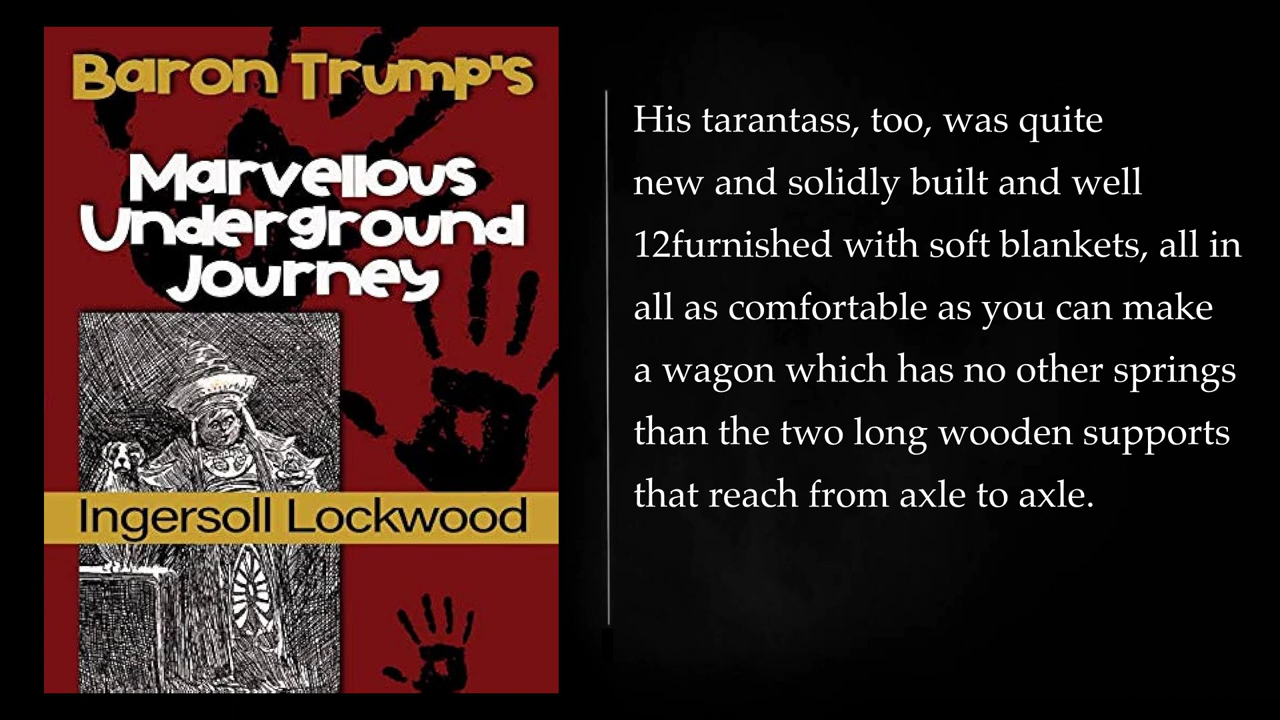 Baron Trump's
Marvellous
Underground
Journey
Ingersoll Lockwood
His tarantass, too, was quite
new and solidly built and well
12furnished with soft blankets, all in
all as comfortable as you can make
a wagon which has no other springs
than the two long wooden supports
that reach from axle to axle.